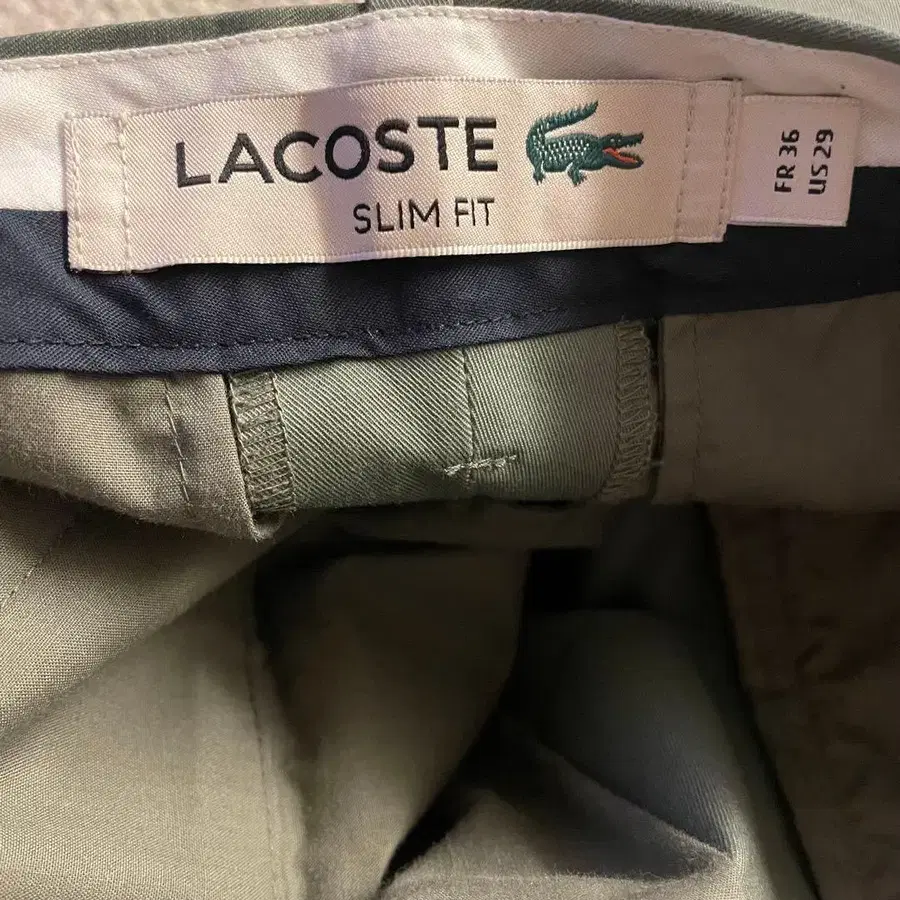 LACOSTE
SLIM FIT
FR 36
US 29